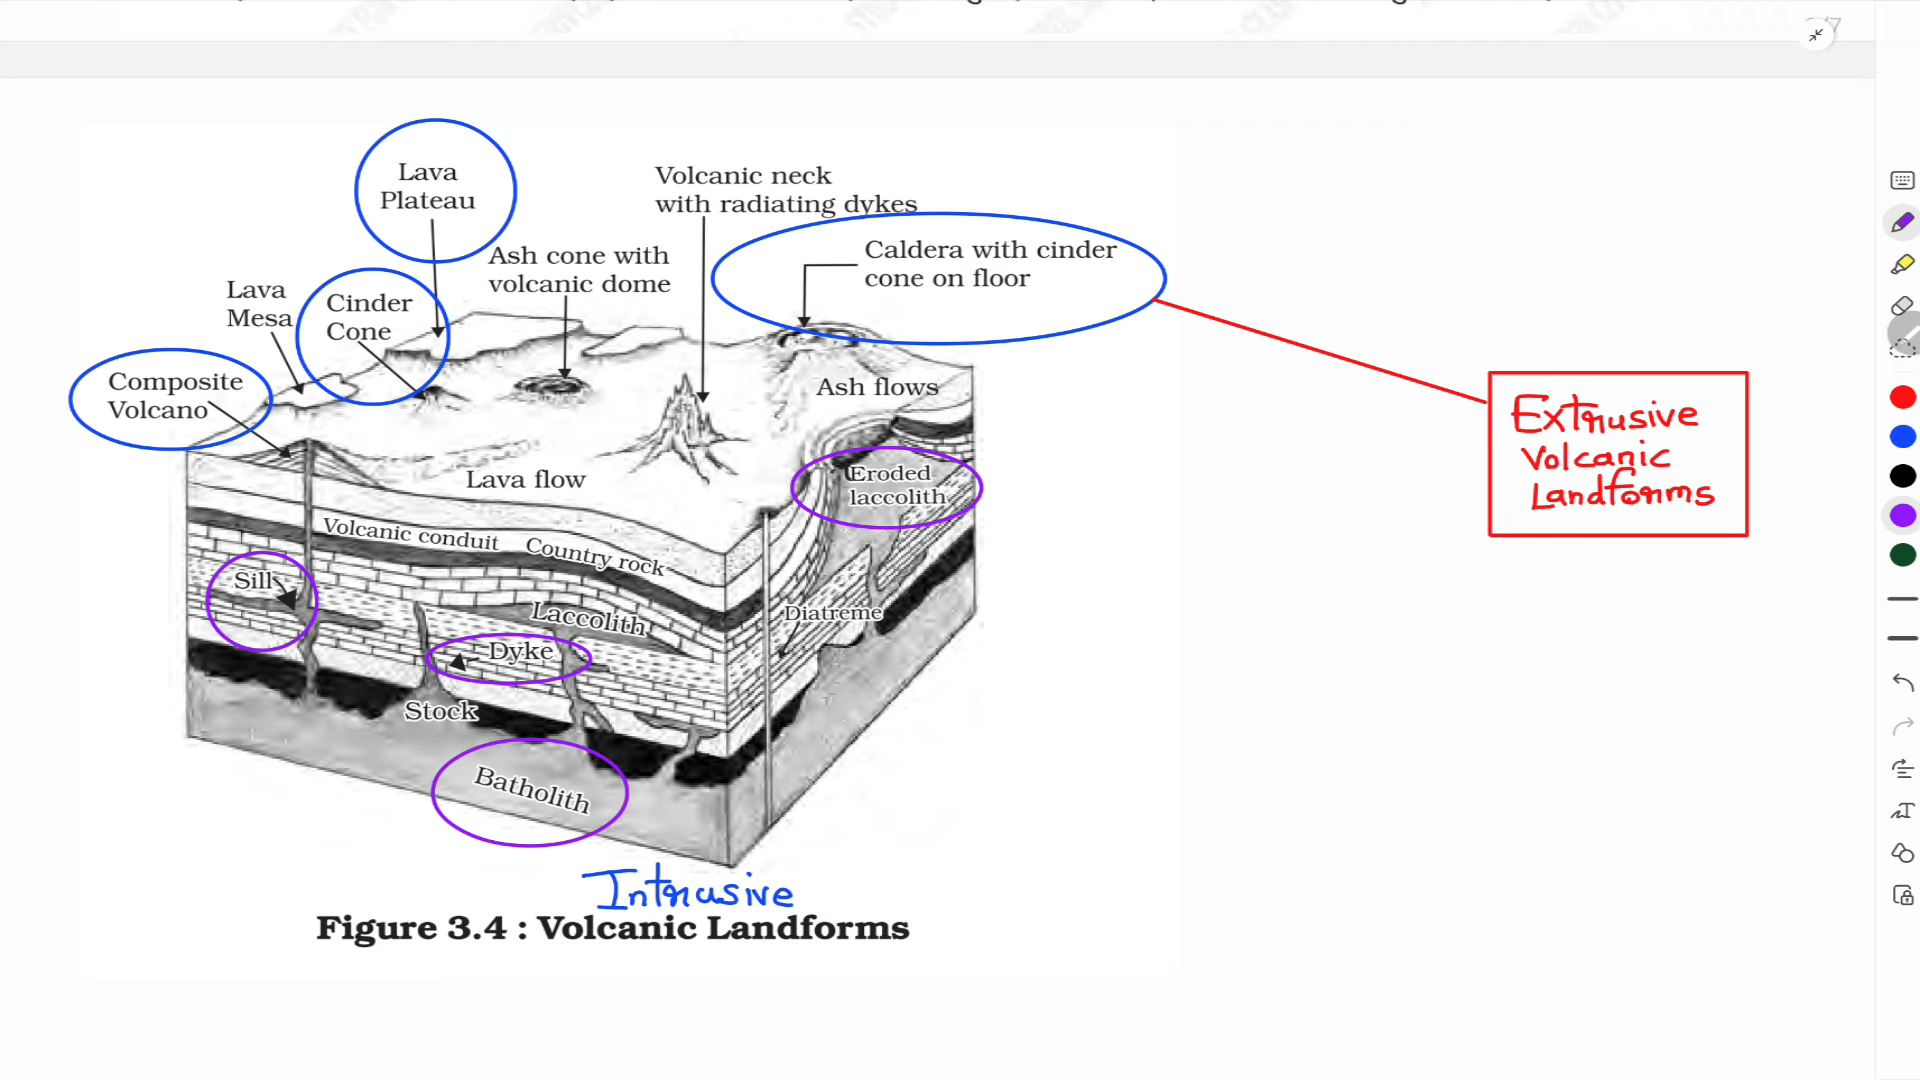 Lava
Plateau
Volcanic neck
with radiating dykes
Ash cone with
volcanic dome
Caldera with cinder
cone on floor
Lava
Mesa
Cinder
Cone
Composite
Volcano
Ash flows
Extrusive
Volcanic
Landforms
Lava flow
Eroded
laccolith
Volcanic conduit
Country rock
Sill
Laccolith
Diatreme
Dyke
Stock
Batholith
Intrusive
Figure 3.4 : Volcanic Landforms